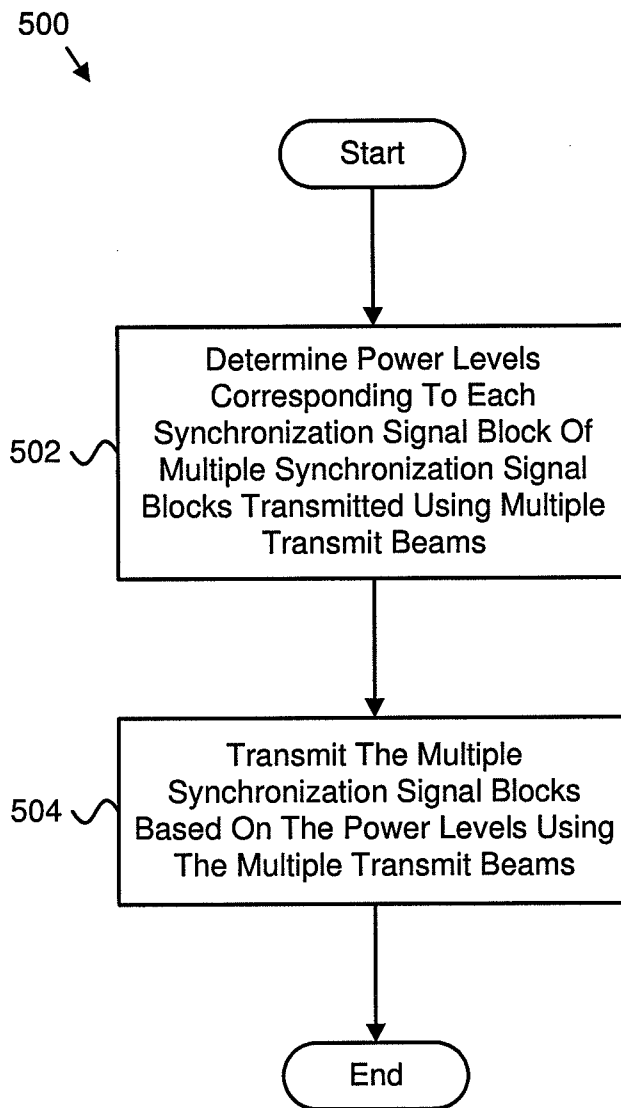 500
Start
502
Determine Power Levels
Corresponding To Each
Synchronization Signal Block Of
Multiple Synchronization Signal
Blocks Transmitted Using Multiple
Transmit Beams
504
Transmit The Multiple
Synchronization Signal Blocks
Based On The Power Levels Using
The Multiple Transmit Beams
End